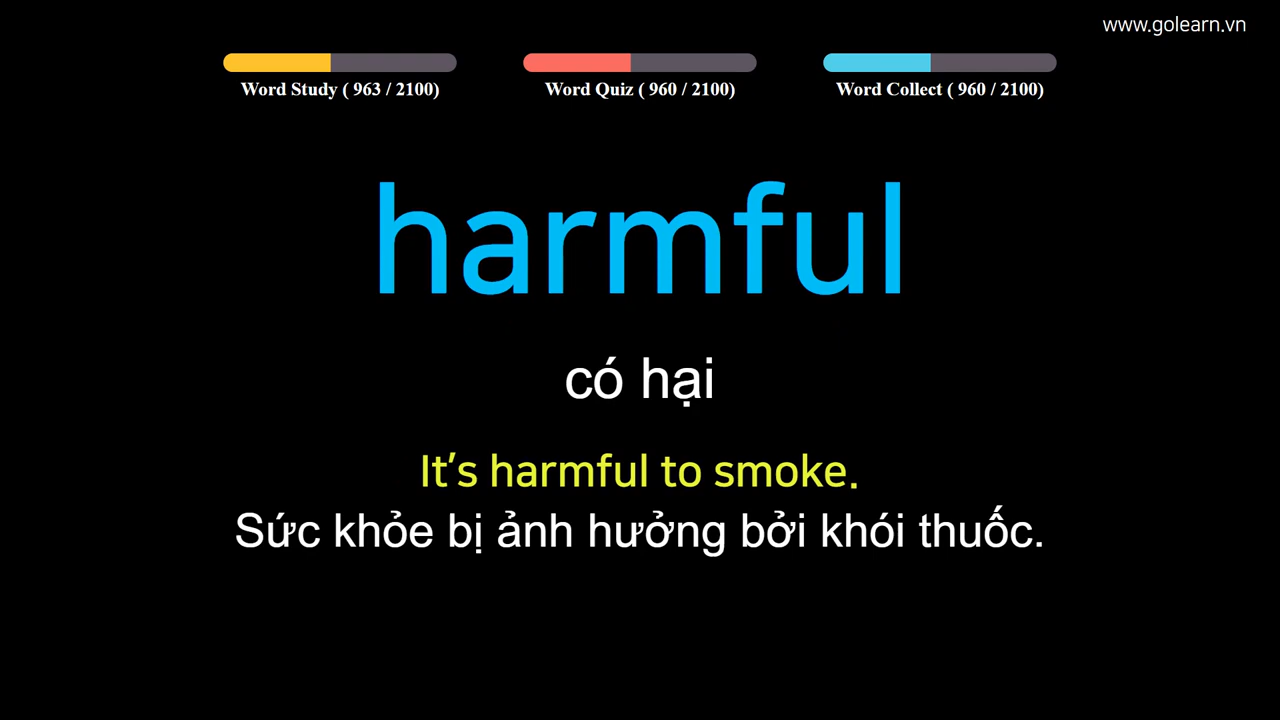 www.golearn.vn
Word Study ( 963 / 2100)
Word Quiz ( 960 / 2100)
Word Collect ( 960 / 2100)
harmful
có hại
It's harmful to smoke.
Sức khỏe bị ảnh hưởng bởi khói thuốc.